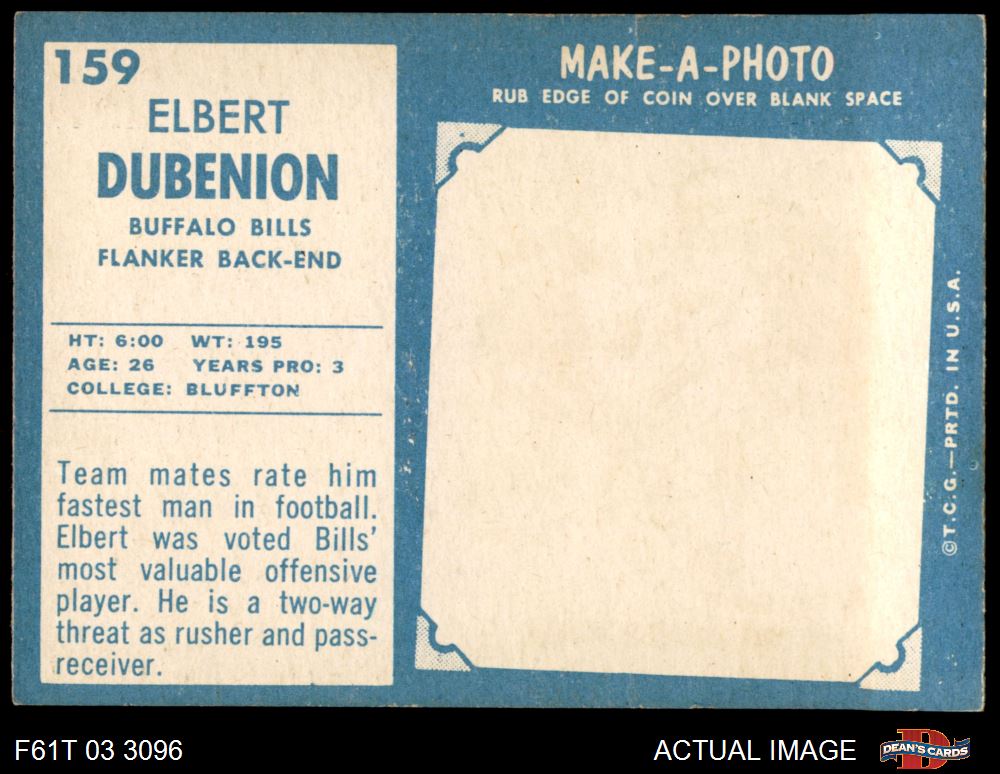 159
ELBERT
DUBENION
BUFFALO BILLS
FLANKER BACK-END
HT: 6:00 WT: 195
AGE: 26 YEARS PRO: 3
COLLEGE: BLUFFTON
Team mates rate him
fastest man in football.
Elbert was voted Bills'
most valuable offensive
player. He is a two-way
threat as rusher and pass-
receiver.
MAKE-A-PHOTO
RUB EDGE OF COIN OVER BLANK SPACE
©T.C.G.—PRTD. IN U.S.A.
F61T 03 3096
ACTUAL IMAGE
D
DEAN'S CARDS